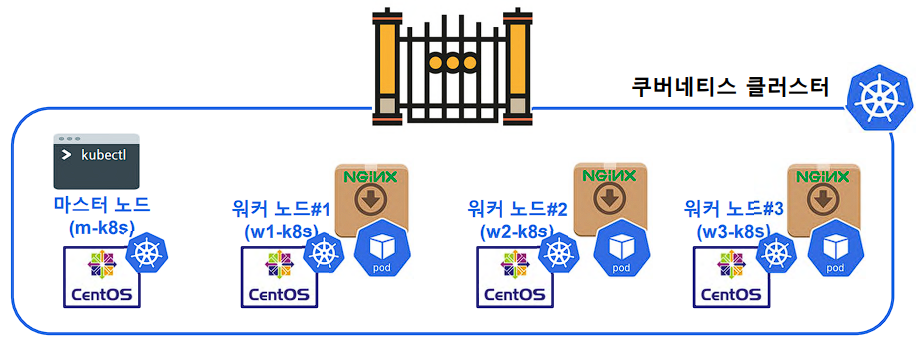 쿠버네티스 클러스터
> kubectl
마스터 노드
(m-k8s)
CentOS
워커 노드#1
(w1-k8s)
NGINX
pod
CentOS
워커 노드#2
(w2-k8s)
NGINX
pod
CentOS
워커 노드#3
(w3-k8s)
NGINX
pod
CentOS